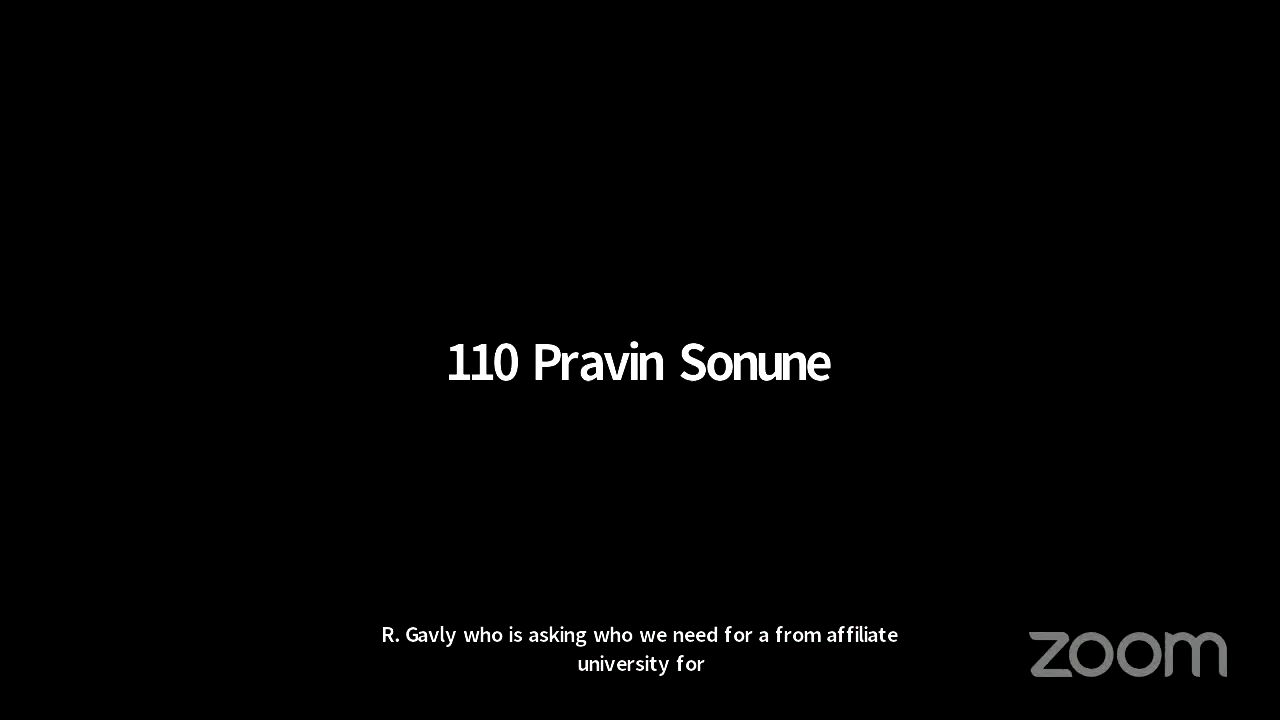 110 Pravin Sonune
R. Gavly who is asking who we need for a from affiliate
university for
zoom